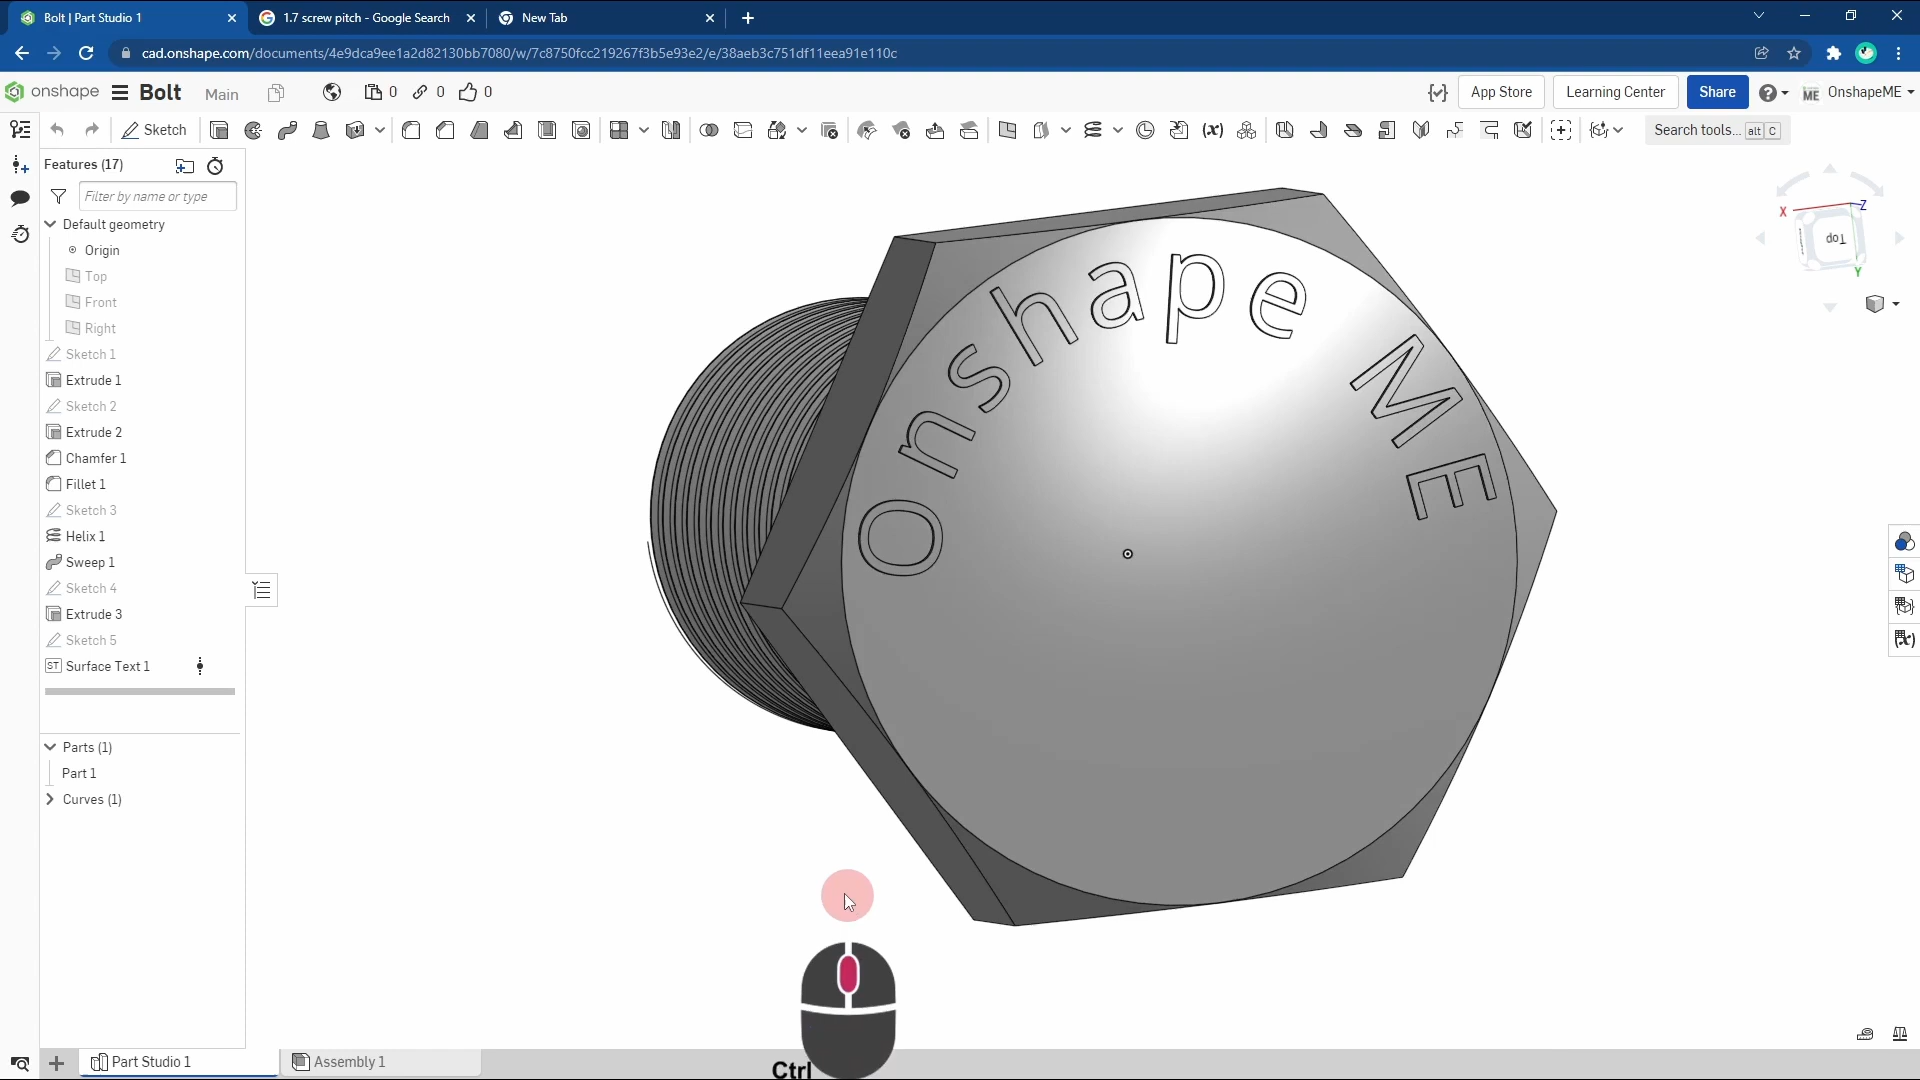 Bolt | Part Studio 1
1.7 screw pitch - Google Search
New Tab
cad.onshape.com/documents/4e9dca9ee1a2d82130bb7080/w/7c8750fcc219267f3b5e93e2/e/38aeb3c751df11eea91e110c
onshape
Bolt
Main
0
0
0
App Store
Learning Center
Share
ME
OnshapeME
Sketch
(x)
Search tools...
alt
C
Features (17)
Filter by name or type
Default geometry
Origin
Top
Front
Right
Sketch 1
Extrude 1
Sketch 2
Extrude 2
Chamfer 1
Fillet 1
Sketch 3
Helix 1
Sweep 1
Sketch 4
Extrude 3
Sketch 5
ST
Surface Text 1
Parts (1)
Part 1
Curves (1)
Onshape ME
X
Z
Top
Y
(x)
Ctrl
Part Studio 1
Assembly 1